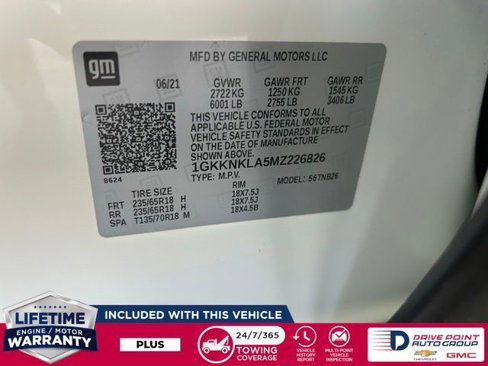 gm
MFD BY GENERAL MOTORS LLC
06/21 GVWR GAWR FRT GAWR RR
2722 KG 1250 KG 1545 KG
6001 LB 2755 LB 3406 LB
THIS VEHICLE CONFORMS TO ALL
APPLICABLE U.S. FEDERAL MOTOR
VEHICLE SAFETY STANDARDS IN EFFECT
ON THE DATE OF MANUFACTURE
SHOWN ABOVE.
1GKKNKLA5MZ226826
TYPE: M.P.V. MODEL: 56TNB26
8624
TIRE SIZE RIM
FRT 235/65R18 H 18X7.5J
RR 235/65R18 H 18X7.5J
SPA T135/70R18 M 18X4.5B
LIFETIME
ENGINE / MOTOR
WARRANTY
INCLUDED WITH THIS VEHICLE
PLUS
24/7/365
TOWING
COVERAGE
VEHICLE
HISTORY
REPORT
MULTI-POINT
VEHICLE
INSPECTION
DRIVE POINT
AUTO GROUP
CHEVROLET GMC